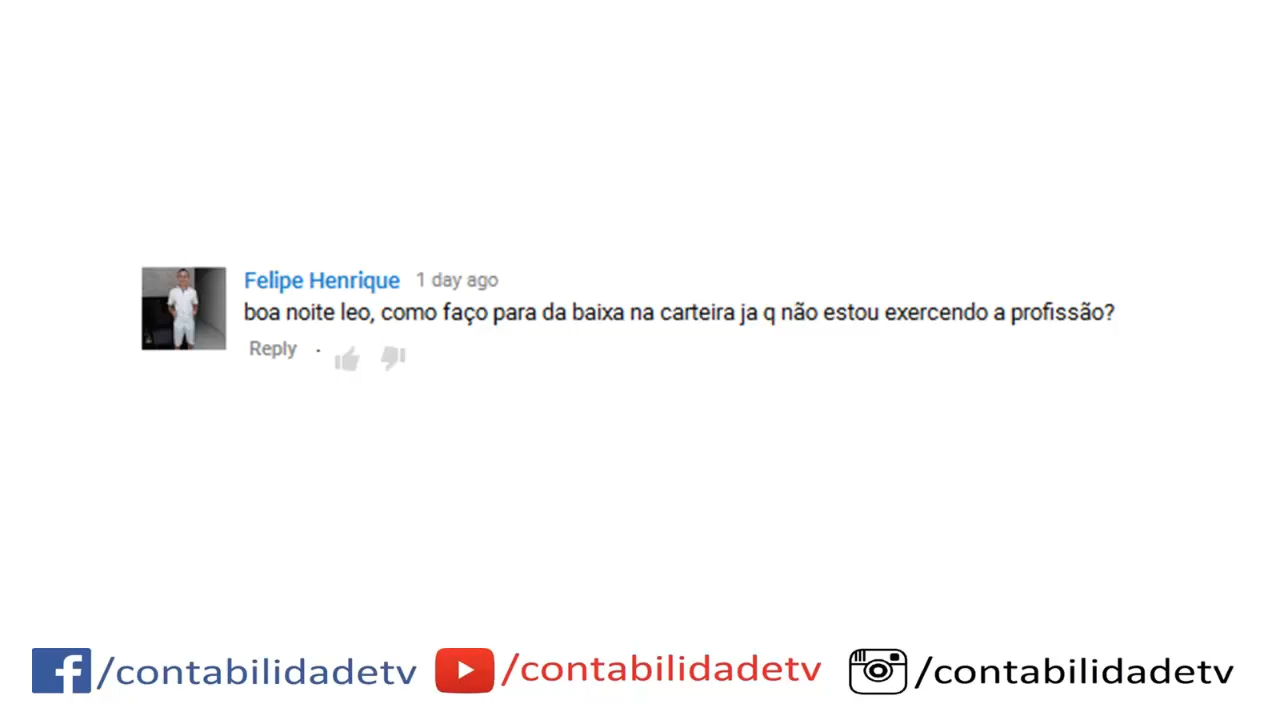 Felipe Henrique 1 day ago
boa noite leo, como faço para da baixa na carteira ja q não estou exercendo a profissão?
Reply ·
/contabilidadetv /contabilidadetv /contabilidadetv